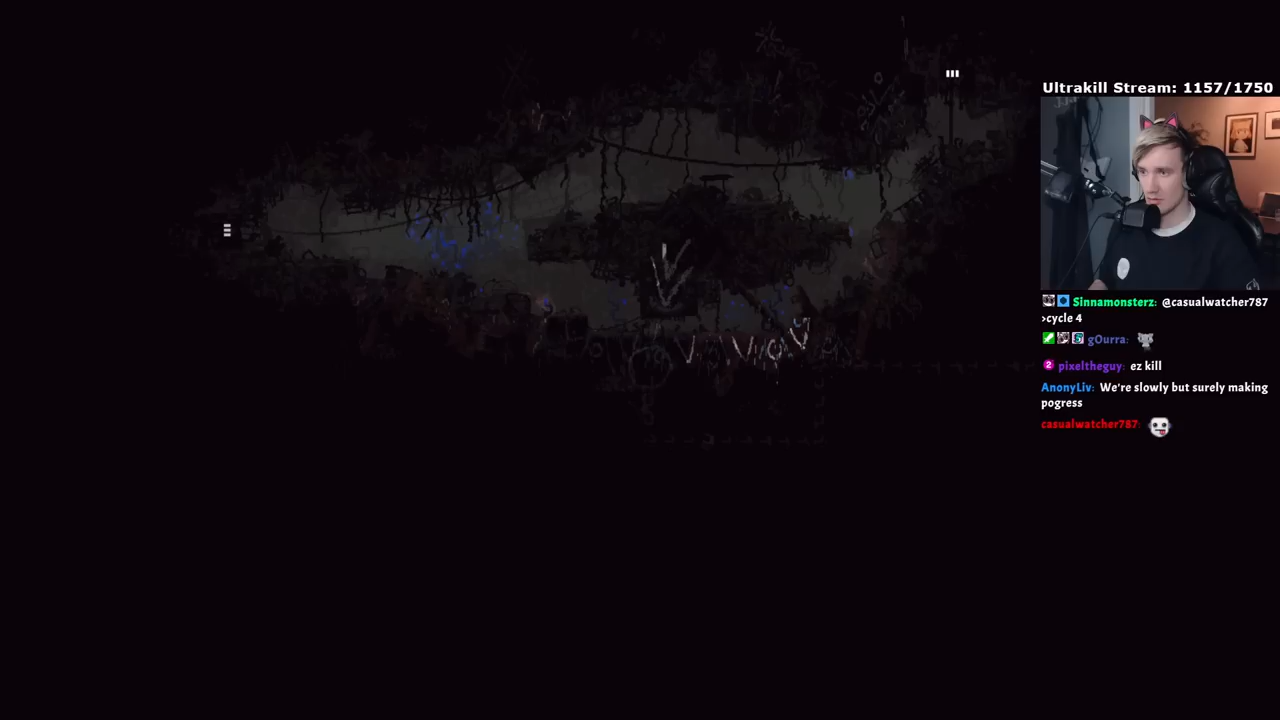 Ultrakill Stream: 1157/1750
Sinnamonsterz: @casualwatcher787
>cycle 4
gOurra:
2 pixeltheguy: ez kill
AnonyLiv: We're slowly but surely making
pogress
casualwatcher787: